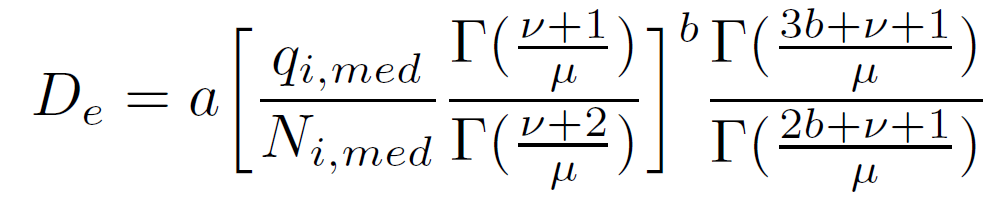 D_e = a \left[ \frac{q_{i,med}}{N_{i,med}} \frac{\Gamma(\frac{\nu+1}{\mu})}{\Gamma(\frac{\nu+2}{\mu})} \right]^b \frac{\Gamma(\frac{3b+\nu+1}{\mu})}{\Gamma(\frac{2b+\nu+1}{\mu})}